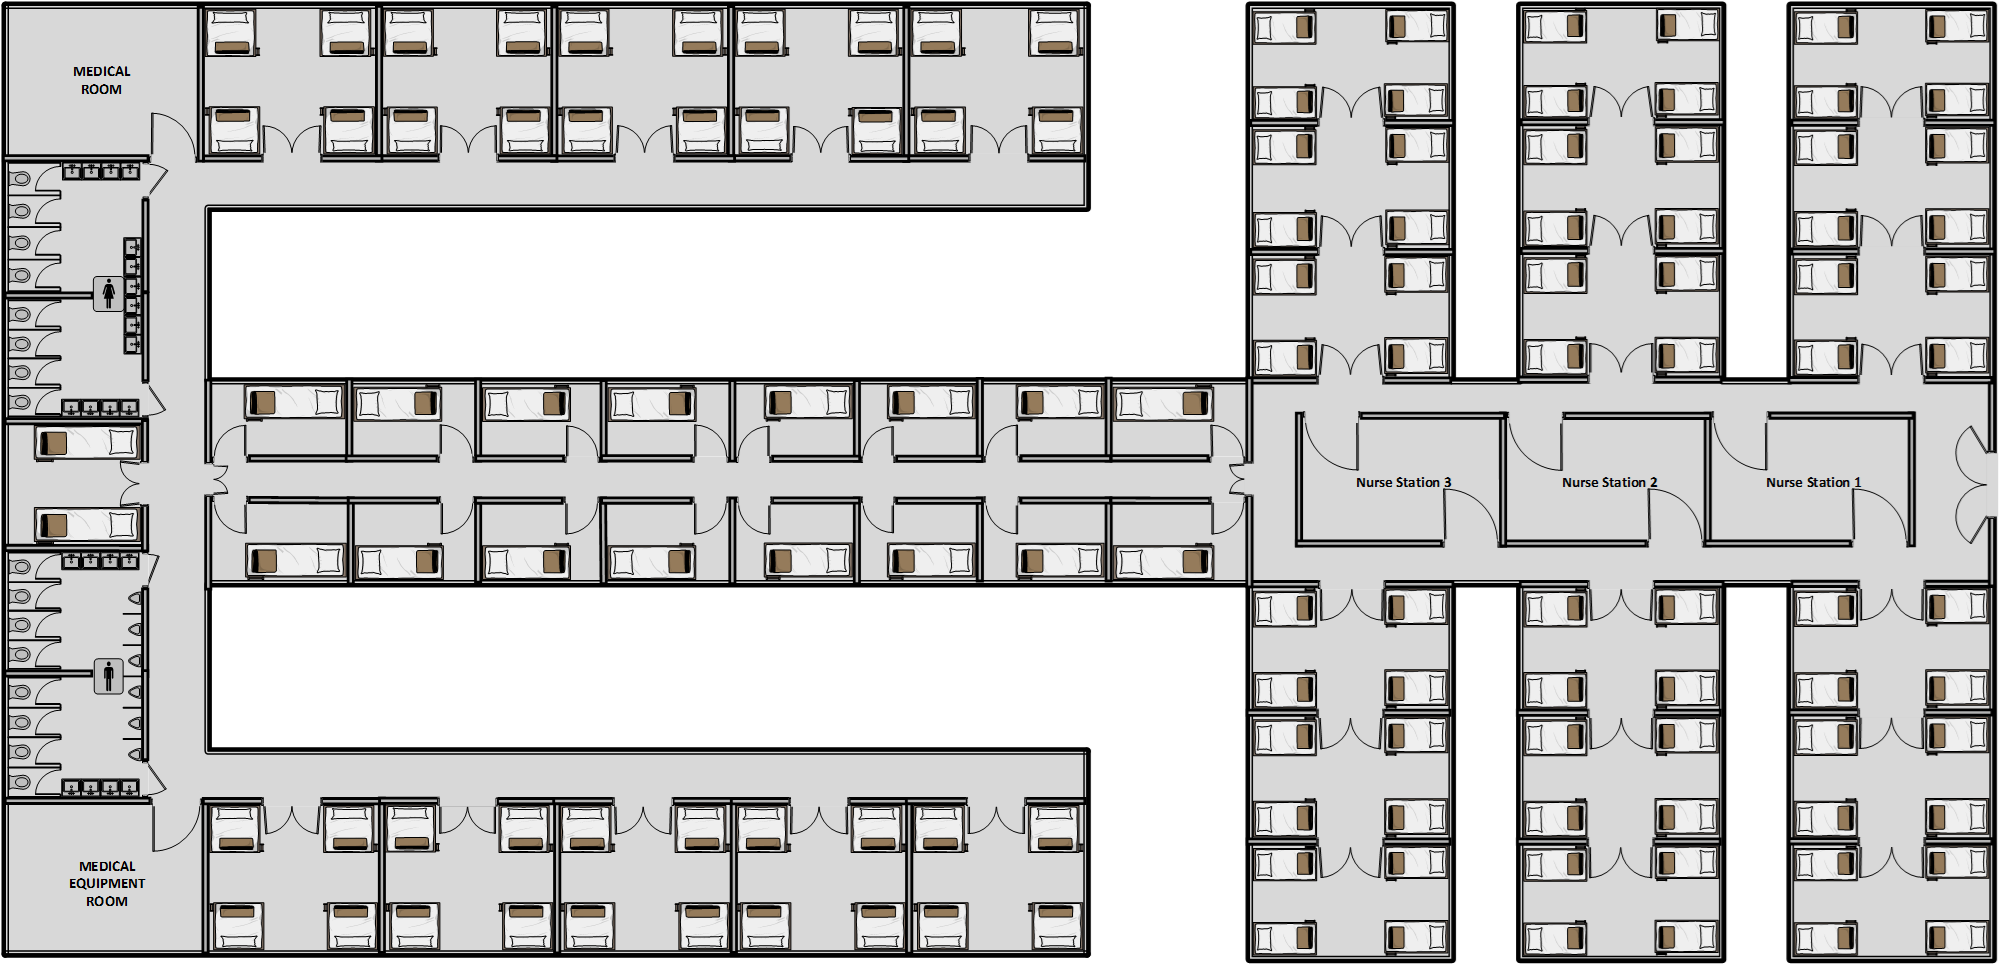 MEDICAL
ROOM
Nurse Station 3
Nurse Station 2
Nurse Station 1
MEDICAL
EQUIPMENT
ROOM